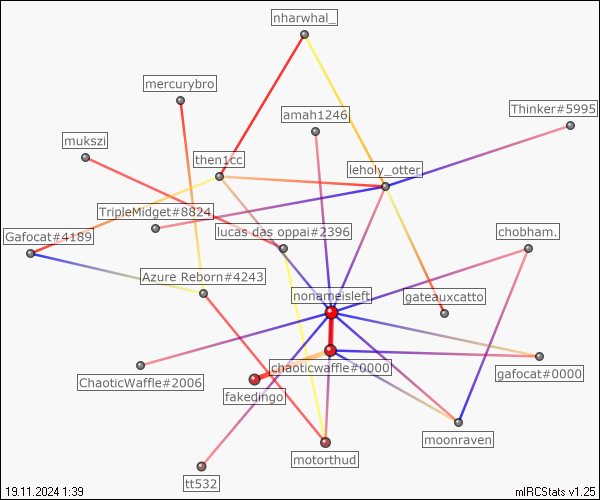 nharwhal_
mercurybro
Thinker#5995
amah1246
mukszi
then1cc
leholy_otter
TripleMidget#8824
Gafocat#4189
lucas das oppai#2396
chobham.
Azure Reborn#4243
nonameisleft
gateauxcatto
chaoticwaffle#0000
gafocat#0000
ChaoticWaffle#2006
fakedingo
moonraven
motorthud
tt532
19.11.2024 1:39
mIRCStats v1.25